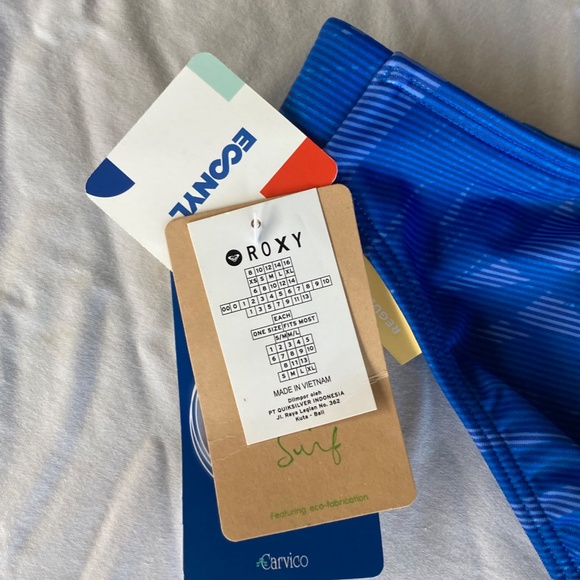 ECONYL
ROXY
8 10 12 14 16
XS S M L XL
6 8 10 12 14
00 0 1 2 3 4 5 6 7 8 9 10
1 3 5 7 9 11 13
EACH
ONE SIZE FITS MOST
S/M M/L
1 2 3 4 5
6 7 8 9 10
8 11 13
S M L XL
MADE IN VIETNAM
Diimpor oleh
PT QUIKSILVER INDONESIA
Jl. Raya Legian No. 362
Kuta - Bali
Surf
Featuring eco-fabrication
Carvico
REGU